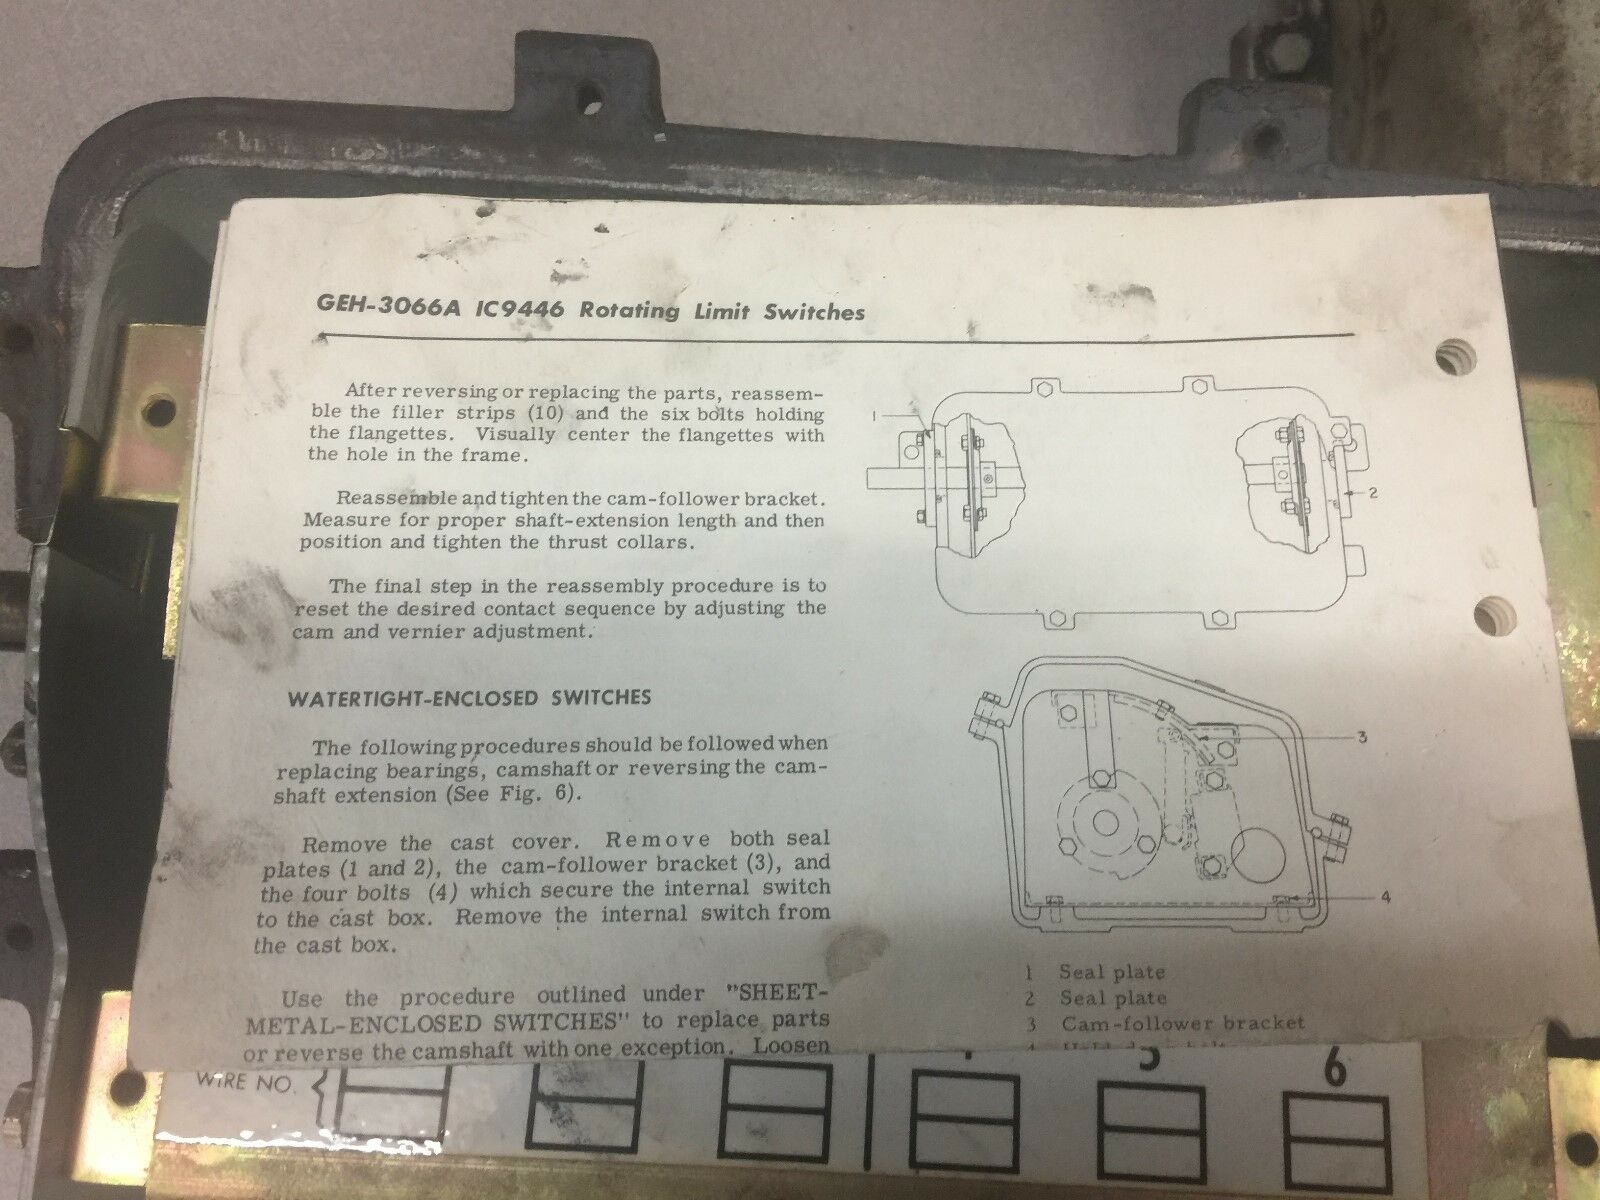 GEH-3066A IC9446 Rotating Limit Switches
After reversing or replacing the parts, reassem-
ble the filler strips (10) and the six bolts holding
the flangettes. Visually center the flangettes with
the hole in the frame.
Reassemble and tighten the cam-follower bracket.
Measure for proper shaft-extension length and then
position and tighten the thrust collars.
The final step in the reassembly procedure is to
reset the desired contact sequence by adjusting the
cam and vernier adjustment.
WATERTIGHT-ENCLOSED SWITCHES
The following procedures should be followed when
replacing bearings, camshaft or reversing the cam-
shaft extension (See Fig. 6).
Remove the cast cover. Remove both seal
plates (1 and 2), the cam-follower bracket (3), and
the four bolts (4) which secure the internal switch
to the cast box. Remove the internal switch from
the cast box.
Use the procedure outlined under "SHEET-
METAL-ENCLOSED SWITCHES" to replace parts
or reverse the camshaft with one exception. Loosen
1
2
3
4
1 Seal plate
2 Seal plate
3 Cam-follower bracket
5 6
WIRE NO.